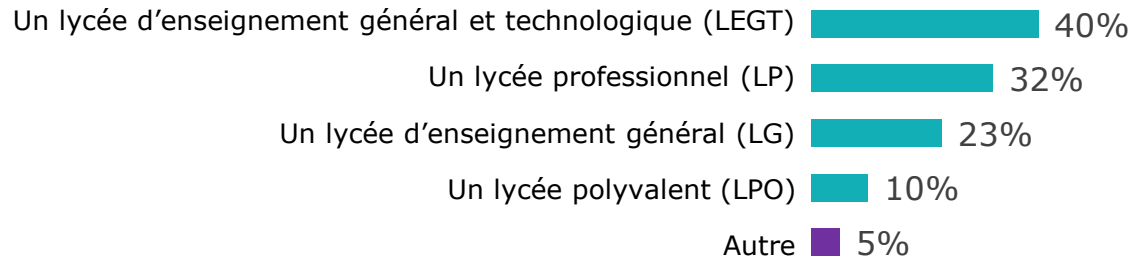 Un lycée d’enseignement général et technologique (LEGT) 40%
Un lycée professionnel (LP) 32%
Un lycée d’enseignement général (LG) 23%
Un lycée polyvalent (LPO) 10%
Autre 5%